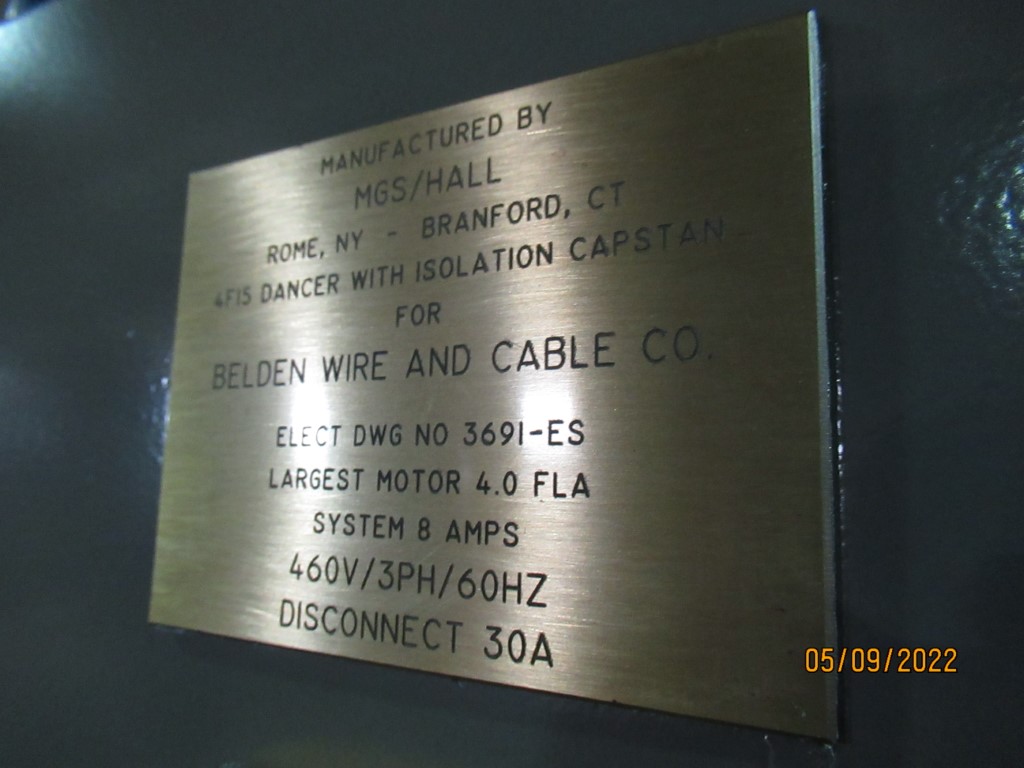 MANUFACTURED BY
MGS/HALL
ROME, NY - BRANFORD, CT
4F15 DANCER WITH ISOLATION CAPSTAN
FOR
BELDEN WIRE AND CABLE CO.
ELECT DWG NO 3691-ES
LARGEST MOTOR 4.0 FLA
SYSTEM 8 AMPS
460V/3PH/60HZ
DISCONNECT 30A
05/09/2022